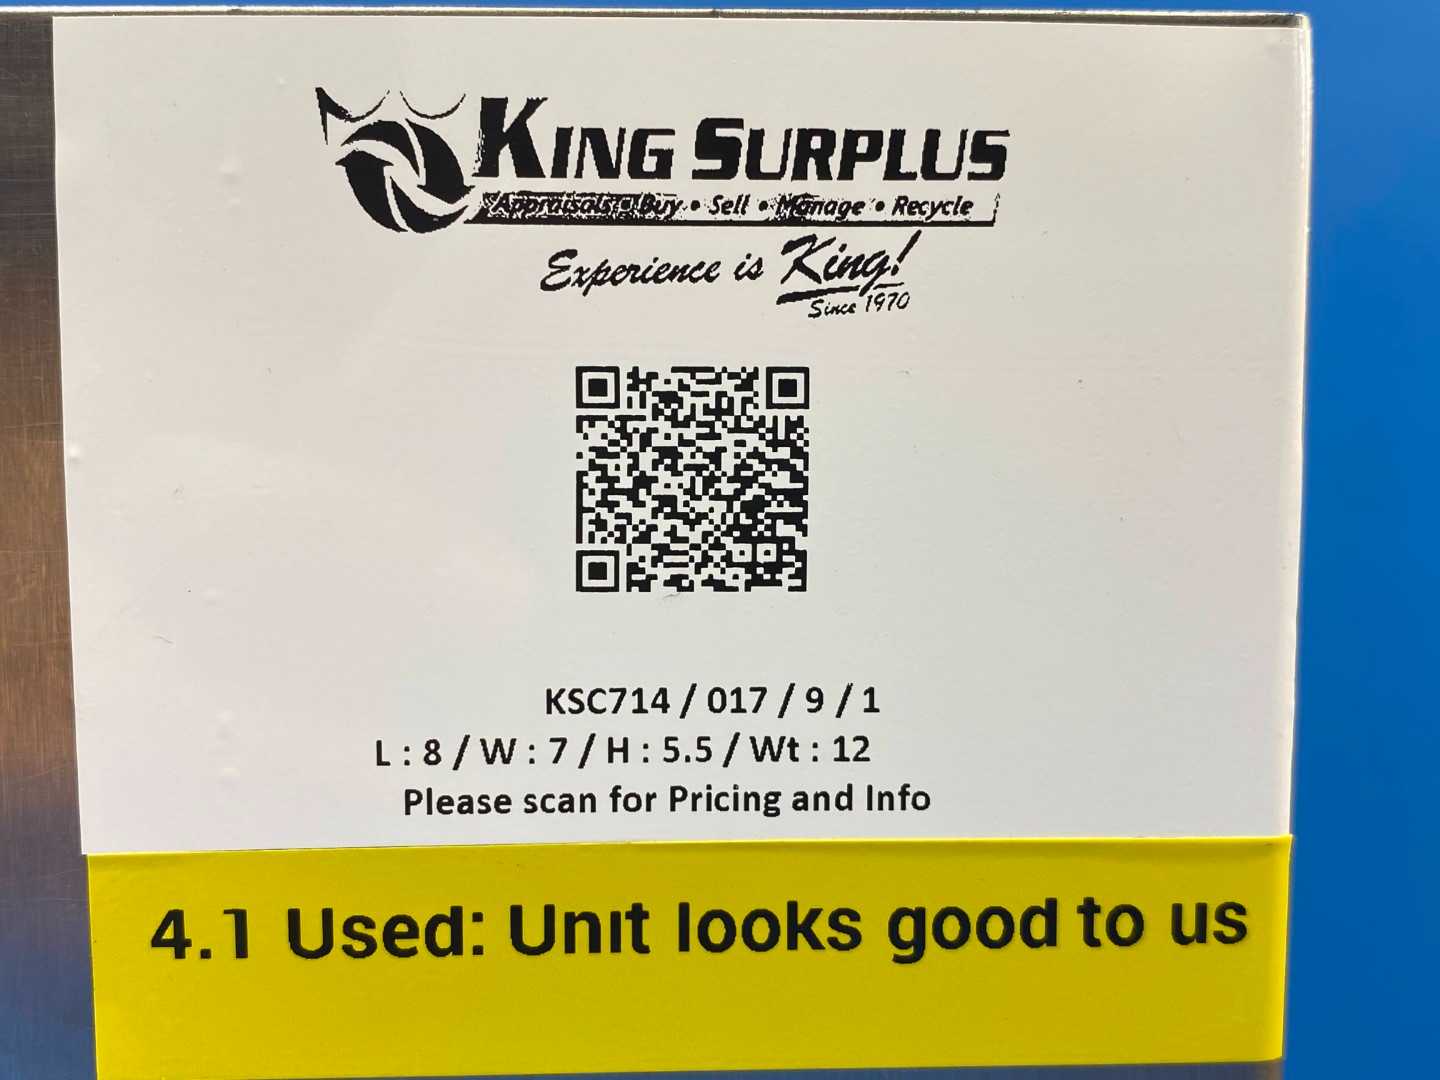 KING SURPLUS
Appraisals • Buy • Sell • Manage • Recycle
Experience is King!
Since 1970
KSC714 / 017 / 9 / 1
L : 8 / W : 7 / H : 5.5 / Wt : 12
Please scan for Pricing and Info
4.1 Used: Unit looks good to us